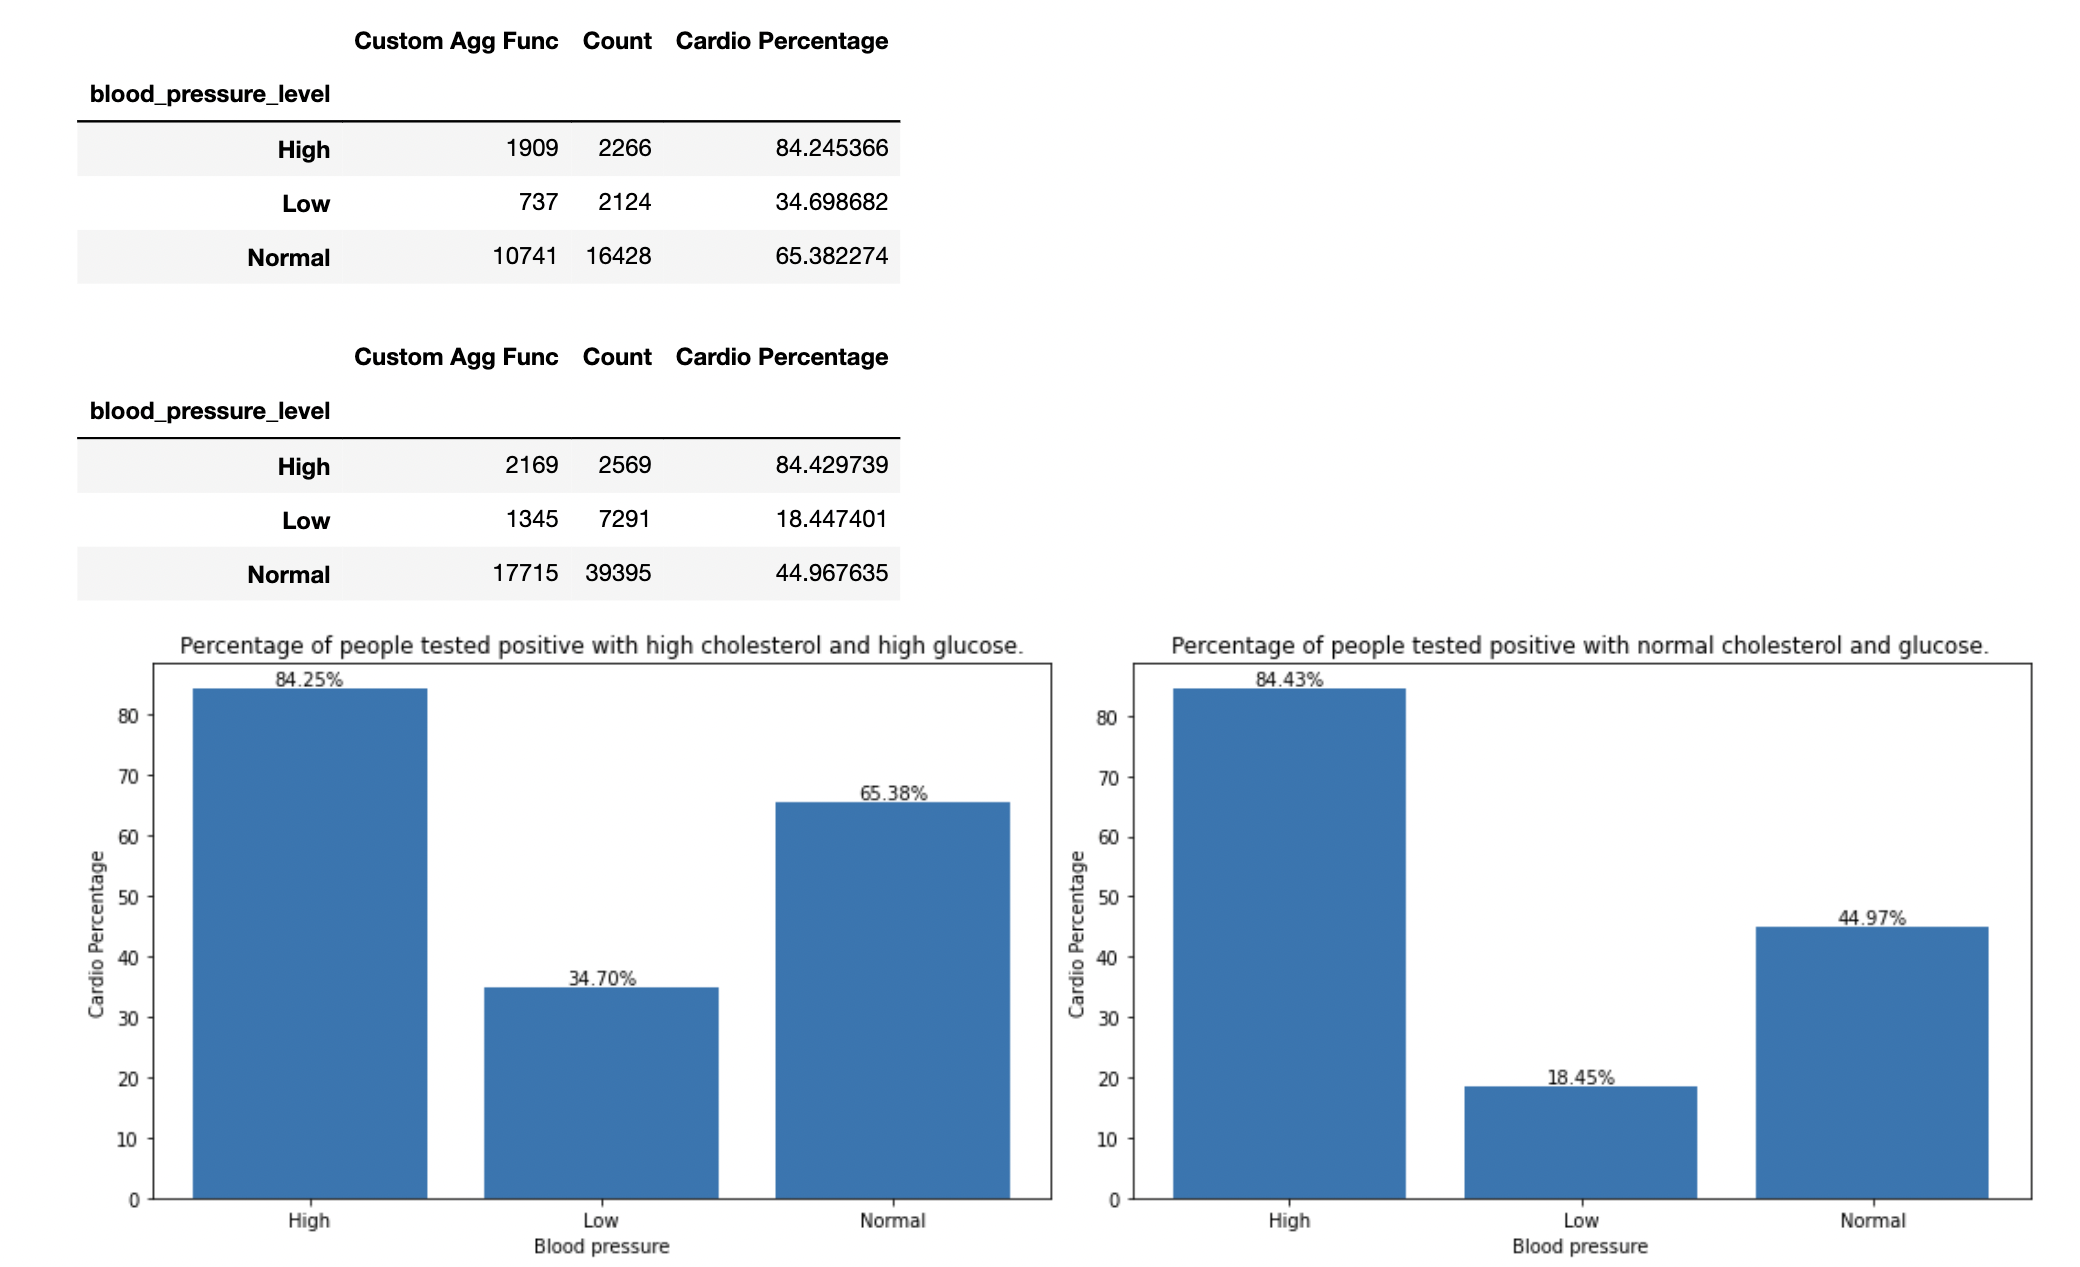 Custom Agg Func Count Cardio Percentage
blood_pressure_level
High 1909 2266 84.245366
Low 737 2124 34.698682
Normal 10741 16428 65.382274
Custom Agg Func Count Cardio Percentage
blood_pressure_level
High 2169 2569 84.429739
Low 1345 7291 18.447401
Normal 17715 39395 44.967635
Percentage of people tested positive with high cholesterol and high glucose.
84.25%
34.70%
65.38%
80
70
60
50
40
30
20
10
0
Cardio Percentage
High Low Normal
Blood pressure
Percentage of people tested positive with normal cholesterol and glucose.
84.43%
18.45%
44.97%
80
70
60
50
40
30
20
10
0
Cardio Percentage
High Low Normal
Blood pressure